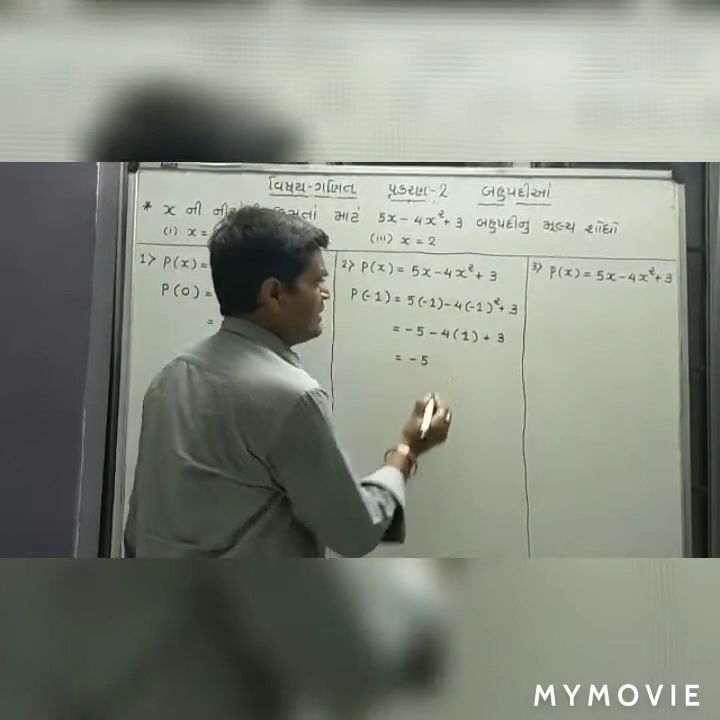 વિષય-ગણિત પ્રકરણ-2 બહુપદીઓ
* x ની માટે 5x - 4x² + 3 બહુપદીનુ મૂલ્ય શોધો
(i) x = (iii) x = 2
1> P(x) =
P(0) =
=
2> P(x) = 5x - 4x² + 3
P(-1) = 5(-1) - 4(-1)² + 3
= -5 - 4(1) + 3
= -5
3> P(x) = 5x - 4x² + 3
MYMOVIE